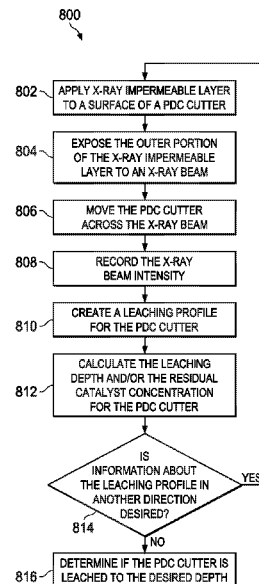 800
802
APPLY X-RAY IMPERMEABLE LAYER
TO A SURFACE OF A PDC CUTTER
804
EXPOSE THE OUTER PORTION
OF THE X-RAY IMPERMEABLE
LAYER TO AN X-RAY BEAM
806
MOVE THE PDC CUTTER
ACROSS THE X-RAY BEAM
808
RECORD THE X-RAY
BEAM INTENSITY
810
CREATE A LEACHING PROFILE
FOR THE PDC CUTTER
812
CALCULATE THE LEACHING
DEPTH AND/OR THE RESIDUAL
CATALYST CONCENTRATION
FOR THE PDC CUTTER
IS
INFORMATION ABOUT
THE LEACHING PROFILE IN
ANOTHER DIRECTION
DESIRED?
YES
814
NO
816
DETERMINE IF THE PDC CUTTER IS
LEACHED TO THE DESIRED DEPTH